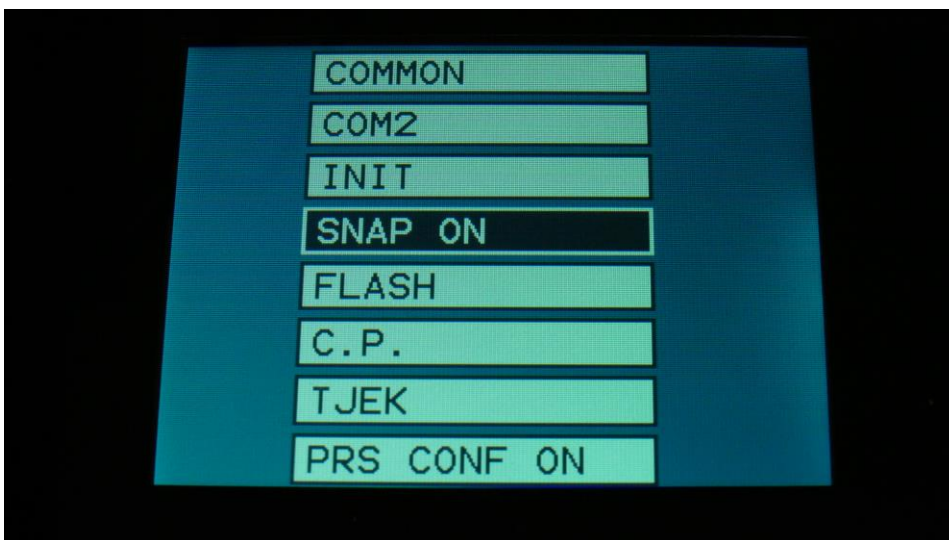 COMMON
COM2
INIT
SNAP ON
FLASH
C.P.
TJEK
PRS CONF ON